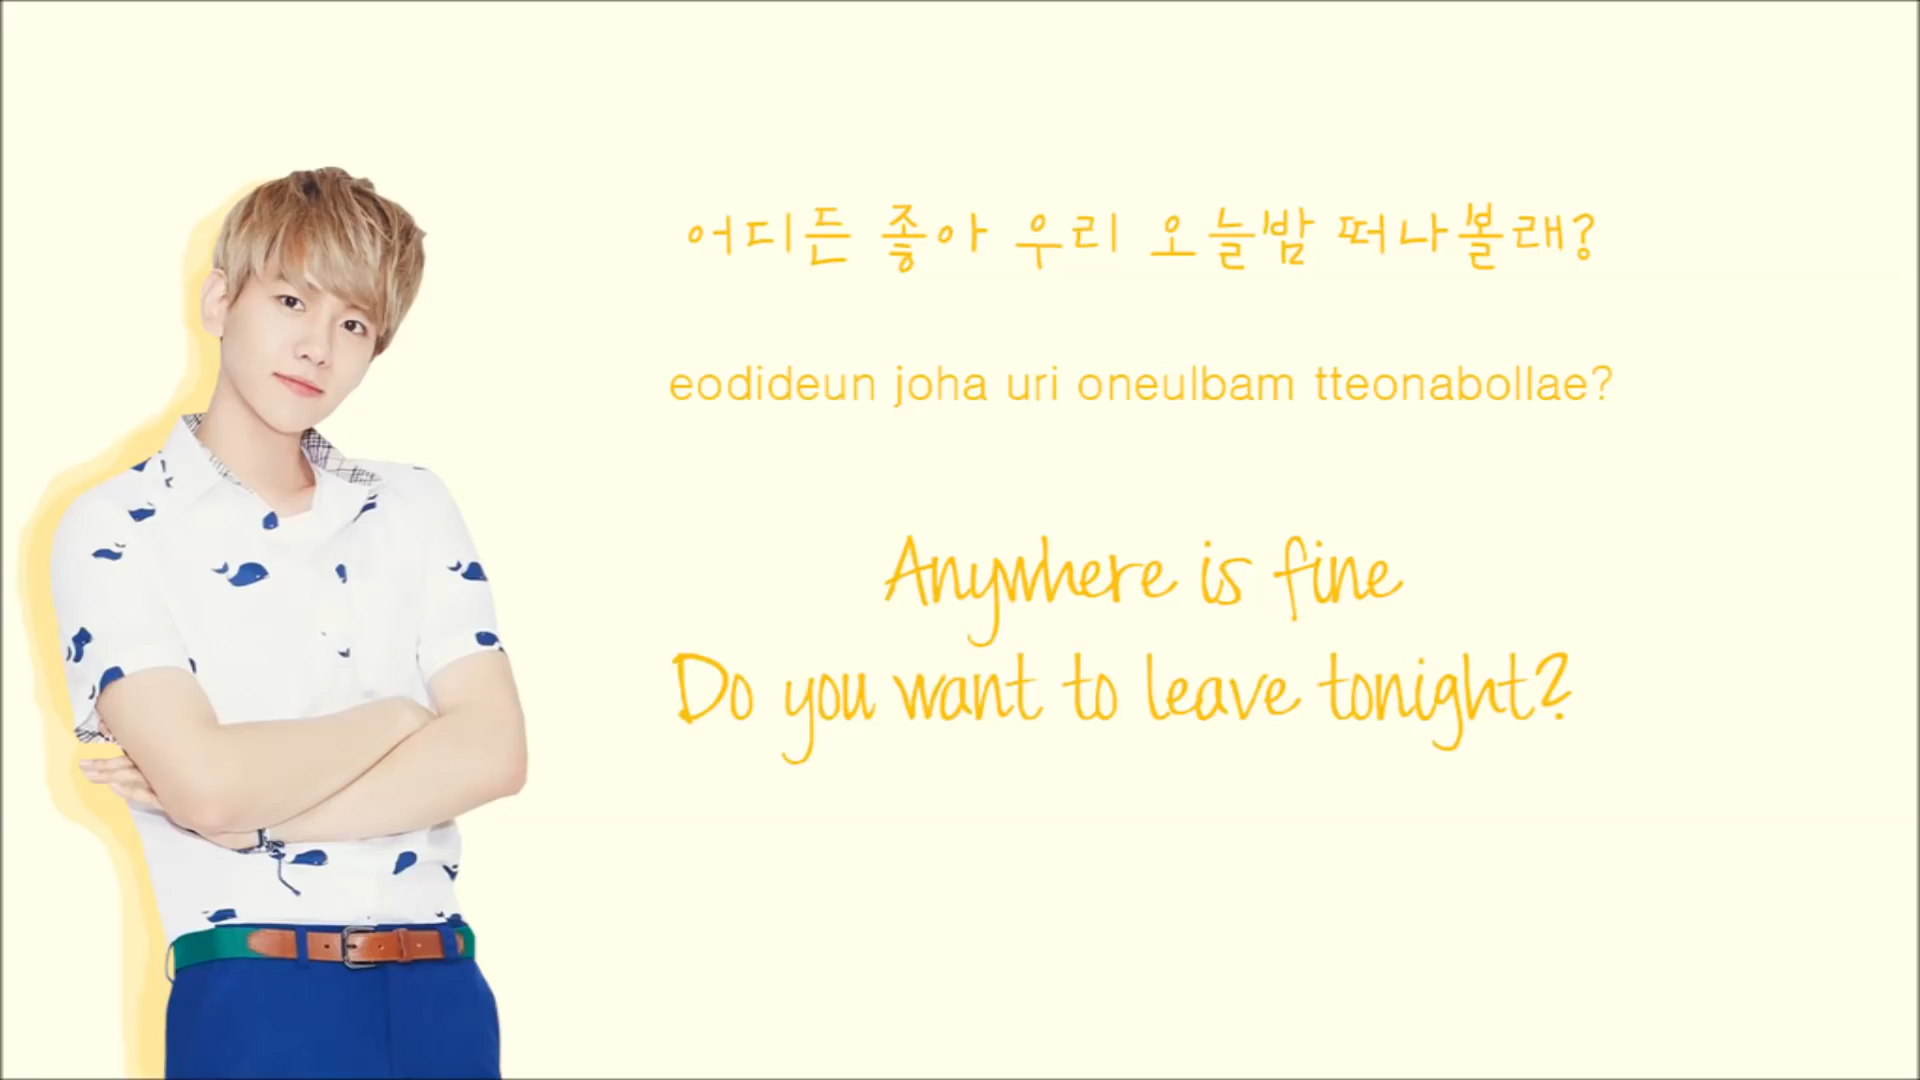 어디든 좋아 우리 오늘밤 떠나볼래?
eodideun joha uri oneulbam tteonabollae?
Anywhere is fine
Do you want to leave tonight?